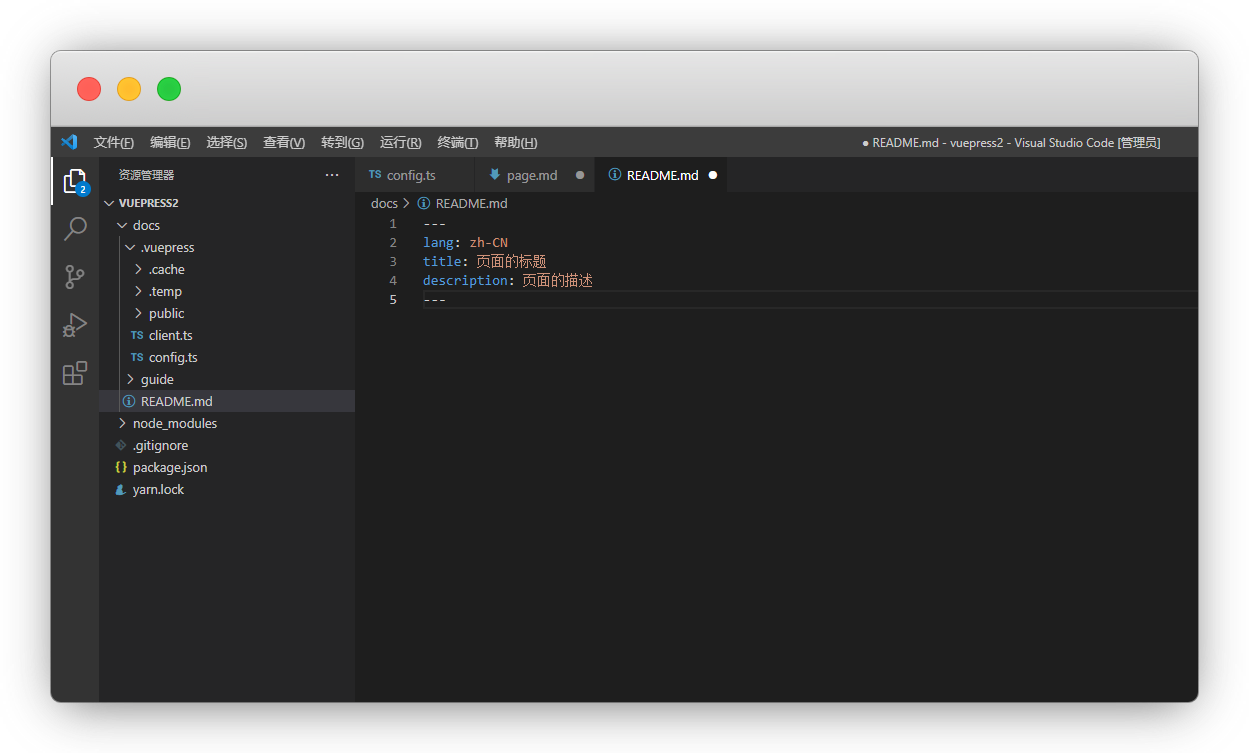 文件(F) 编辑(E) 选择(S) 查看(V) 转到(G) 运行(R) 终端(T) 帮助(H) ● README.md - vuepress2 - Visual Studio Code [管理员]
资源管理器 ···
TS config.ts page.md ● README.md ●
2
VUEPRESS2
docs > README.md
docs
.vuepress
.cache
.temp
public
TS client.ts
TS config.ts
guide
README.md
node_modules
.gitignore
{} package.json
yarn.lock
1 ---
2 lang: zh-CN
3 title: 页面的标题
4 description: 页面的描述
5 ---